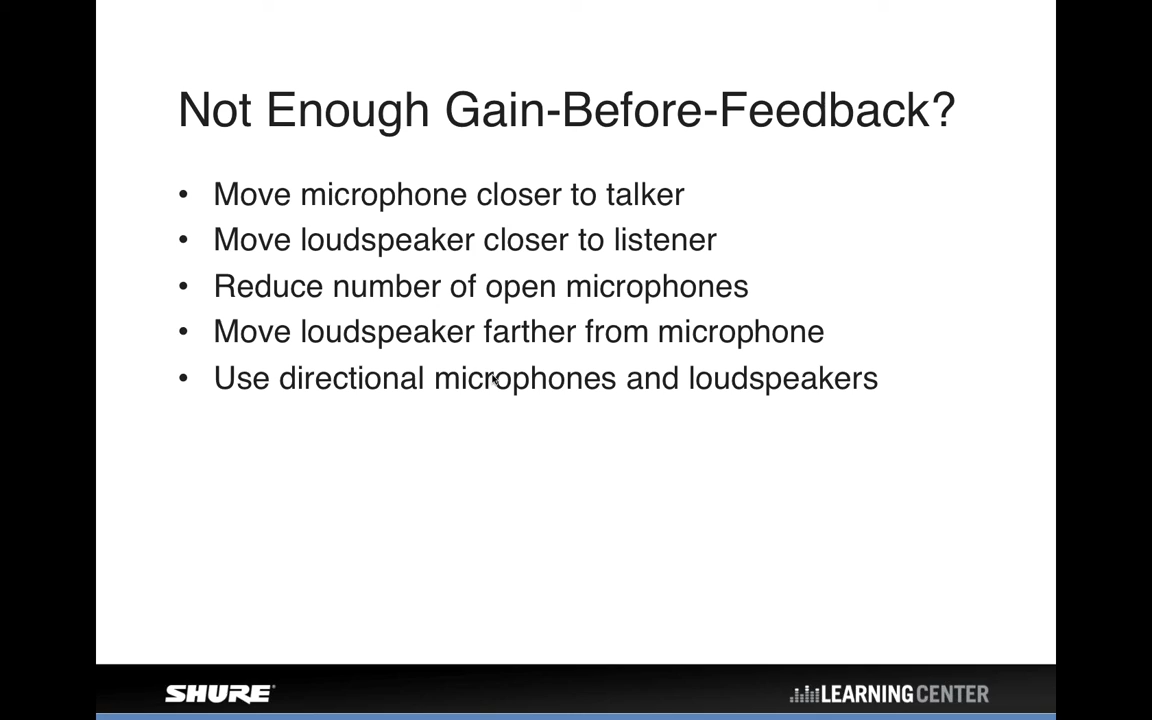 Not Enough Gain-Before-Feedback?
• Move microphone closer to talker
• Move loudspeaker closer to listener
• Reduce number of open microphones
• Move loudspeaker farther from microphone
• Use directional microphones and loudspeakers
SHURE® LEARNING CENTER